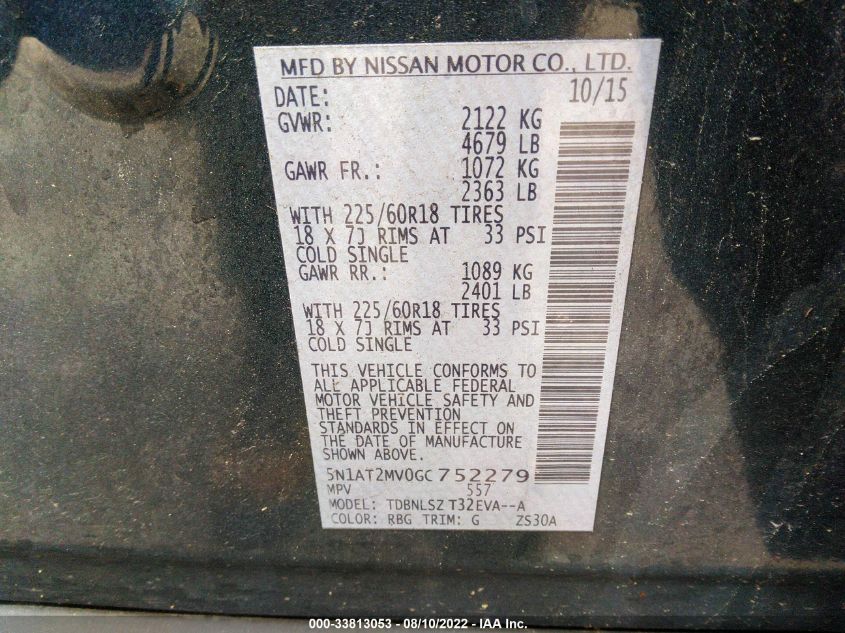 MFD BY NISSAN MOTOR CO., LTD.
DATE: 10/15
GVWR: 2122 KG
4679 LB
GAWR FR.: 1072 KG
2363 LB
WITH 225/60R18 TIRES
18 X 7J RIMS AT 33 PSI
COLD SINGLE
GAWR RR.: 1089 KG
2401 LB
WITH 225/60R18 TIRES
18 X 7J RIMS AT 33 PSI
COLD SINGLE
THIS VEHICLE CONFORMS TO
ALL APPLICABLE FEDERAL
MOTOR VEHICLE SAFETY AND
THEFT PREVENTION
STANDARDS IN EFFECT ON
THE DATE OF MANUFACTURE
SHOWN ABOVE.
5N1AT2MV0GC752279
MPV 557
MODEL: TDBNLSZ T32EVA--A
COLOR: RBG TRIM: G ZS30A
000-33813053 - 08/10/2022 - IAA Inc.